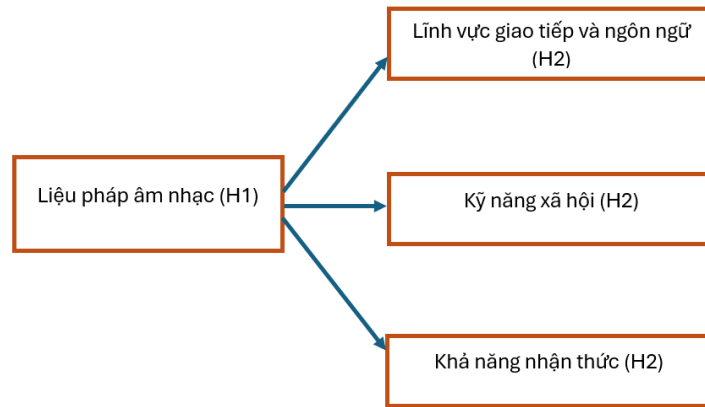 Lĩnh vực giao tiếp và ngôn ngữ
(H2)
Liệu pháp âm nhạc (H1)
Kỹ năng xã hội (H2)
Khả năng nhận thức (H2)